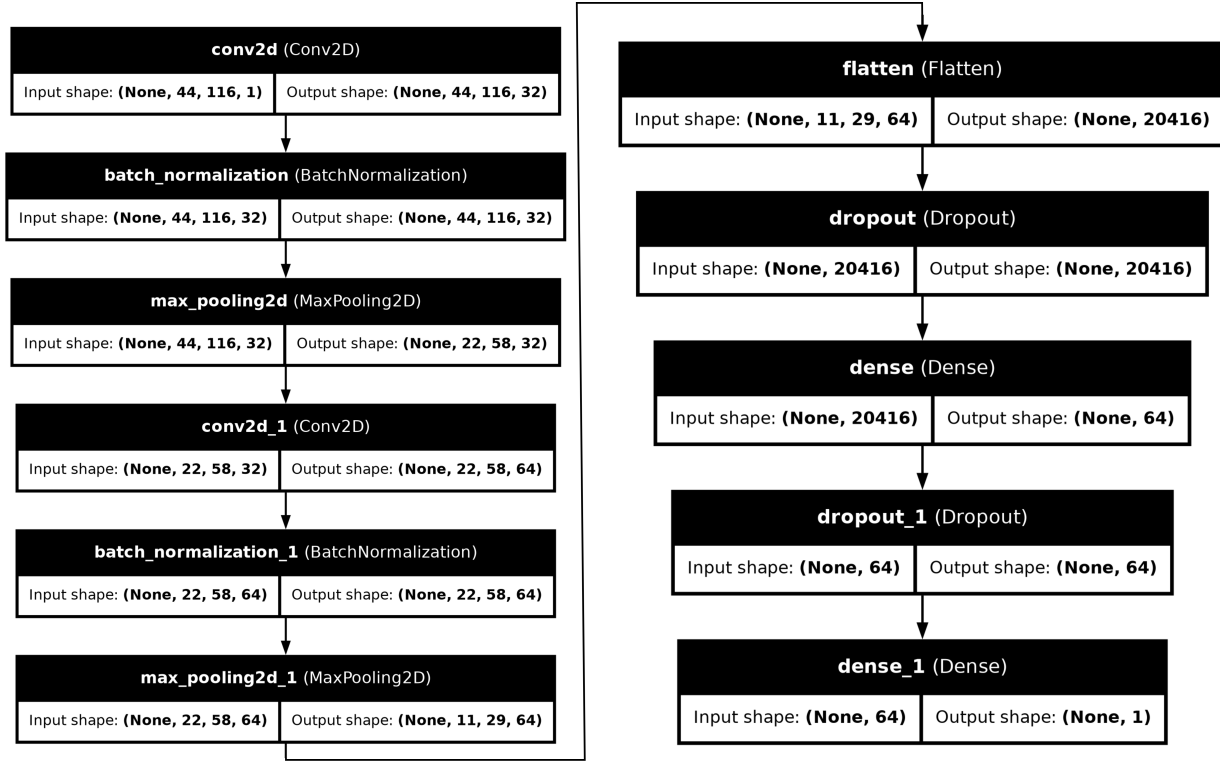 conv2d (Conv2D)
Input shape: (None, 44, 116, 1) Output shape: (None, 44, 116, 32)
batch_normalization (BatchNormalization)
Input shape: (None, 44, 116, 32) Output shape: (None, 44, 116, 32)
max_pooling2d (MaxPooling2D)
Input shape: (None, 44, 116, 32) Output shape: (None, 22, 58, 32)
conv2d_1 (Conv2D)
Input shape: (None, 22, 58, 32) Output shape: (None, 22, 58, 64)
batch_normalization_1 (BatchNormalization)
Input shape: (None, 22, 58, 64) Output shape: (None, 22, 58, 64)
max_pooling2d_1 (MaxPooling2D)
Input shape: (None, 22, 58, 64) Output shape: (None, 11, 29, 64)
flatten (Flatten)
Input shape: (None, 11, 29, 64) Output shape: (None, 20416)
dropout (Dropout)
Input shape: (None, 20416) Output shape: (None, 20416)
dense (Dense)
Input shape: (None, 20416) Output shape: (None, 64)
dropout_1 (Dropout)
Input shape: (None, 64) Output shape: (None, 64)
dense_1 (Dense)
Input shape: (None, 64) Output shape: (None, 1)